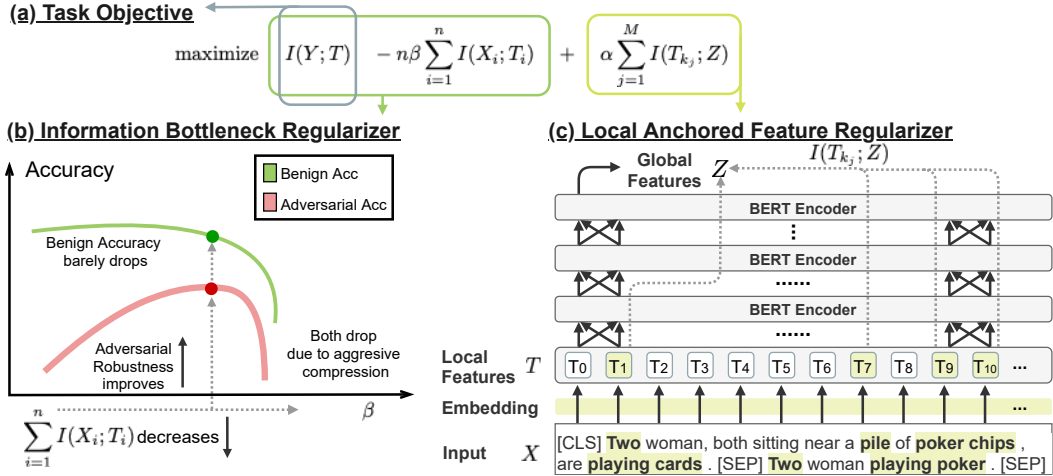 (a) Task Objective
maximize I(Y;T) − nβ ∑_{i=1}^{n} I(X_i;T_i) + α ∑_{j=1}^{M} I(T_{k_j};Z)
(b) Information Bottleneck Regularizer
Accuracy
Benign Acc
Adversarial Acc
Benign Accuracy
barely drops
Adversarial
Robustness
improves
Both drop
due to aggresive
compression
β
∑_{i=1}^{n} I(X_i;T_i) decreases
(c) Local Anchored Feature Regularizer
Global
Features Z
I(T_{k_j};Z)
BERT Encoder
⋮
BERT Encoder
......
BERT Encoder
......
Local
Features T
T0 T1 T2 T3 T4 T5 T6 T7 T8 T9 T10 ...
Embedding ...
Input X
[CLS] Two woman, both sitting near a pile of poker chips ,
are playing cards . [SEP] Two woman playing poker . [SEP]